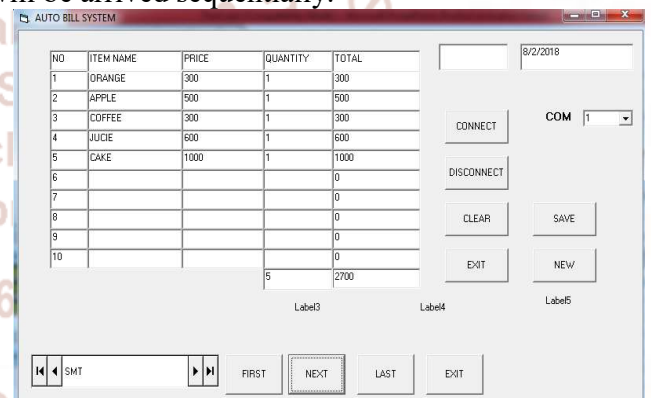 will be arrived sequentially.
AUTO BILL SYSTEM
8/2/2018
NO ITEM NAME PRICE QUANTITY TOTAL
1 ORANGE 300 1 300
2 APPLE 500 1 500
3 COFFEE 300 1 300
4 JUCIE 600 1 600
5 CAKE 1000 1 1000
6 0
7 0
8 0
9 0
10 0
5 2700
COM 1
CONNECT
DISCONNECT
CLEAR SAVE
EXIT NEW
Label3 Label4 Label5
SMT FIRST NEXT LAST EXIT